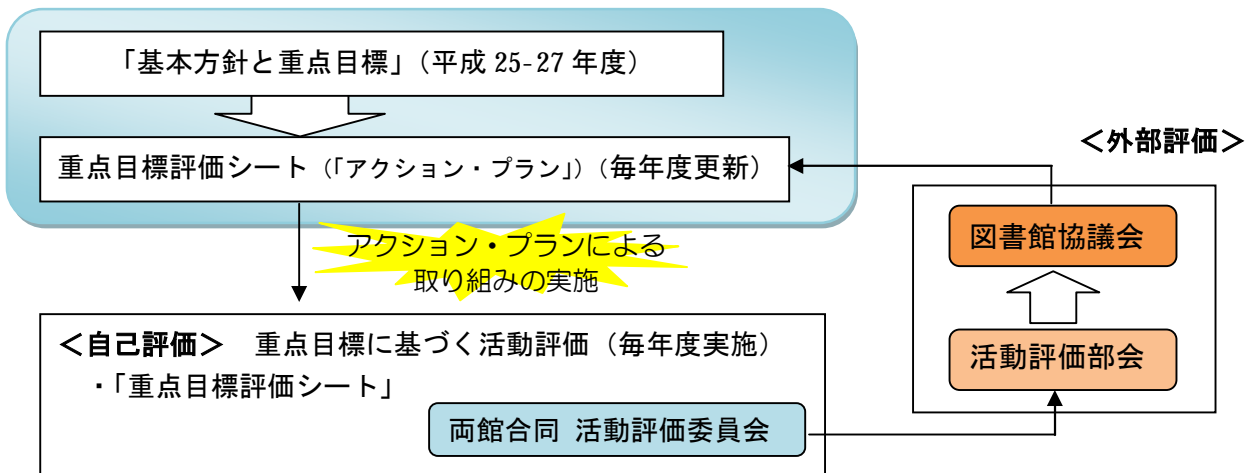 「基本方針と重点目標」（平成 25-27 年度）
重点目標評価シート（「アクション・プラン」）（毎年度更新）
アクション・プランによる
取り組みの実施
＜自己評価＞　重点目標に基づく活動評価（毎年度実施）
・「重点目標評価シート」
両館合同 活動評価委員会
＜外部評価＞
図書館協議会
活動評価部会